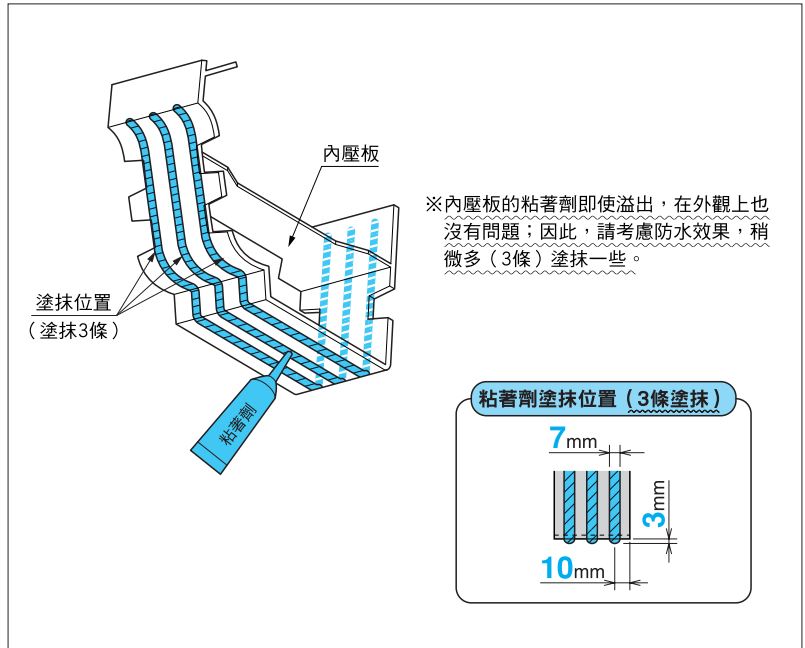 內壓板
※內壓板的粘著劑即使溢出，在外觀上也
沒有問題；因此，請考慮防水效果，稍
微多（3條）塗抹一些。
塗抹位置
（塗抹3條）
粘著劑
粘著劑塗抹位置（3條塗抹）
7mm
3mm
10mm